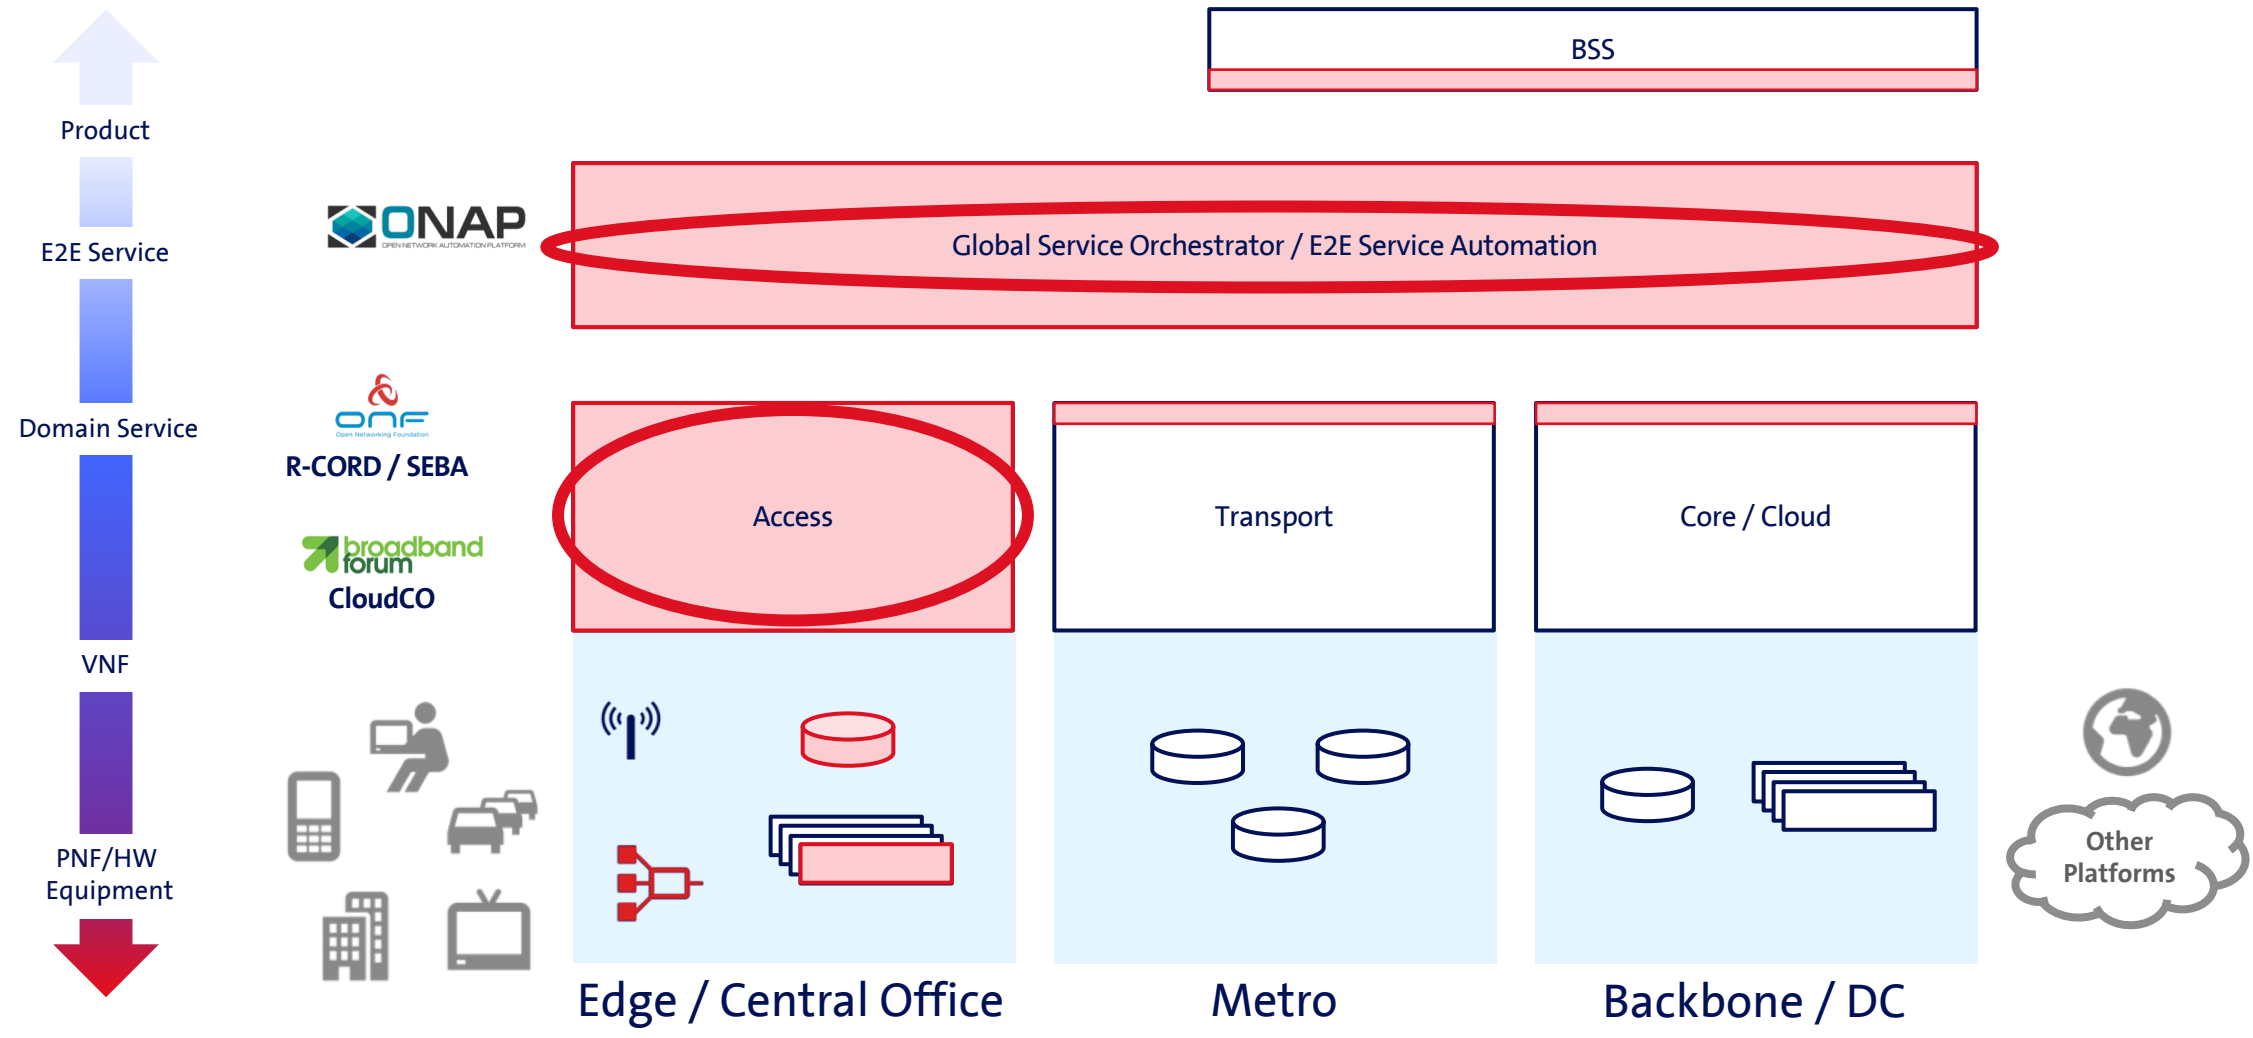 BSS
Product
ONAP
OPEN NETWORK AUTOMATION PLATFORM
E2E Service
Global Service Orchestrator / E2E Service Automation
Domain Service
ONF
Open Networking Foundation
R-CORD / SEBA
broadband
forum
CloudCO
Access
Transport
Core / Cloud
VNF
PNF/HW
Equipment
Other
Platforms
Edge / Central Office
Metro
Backbone / DC